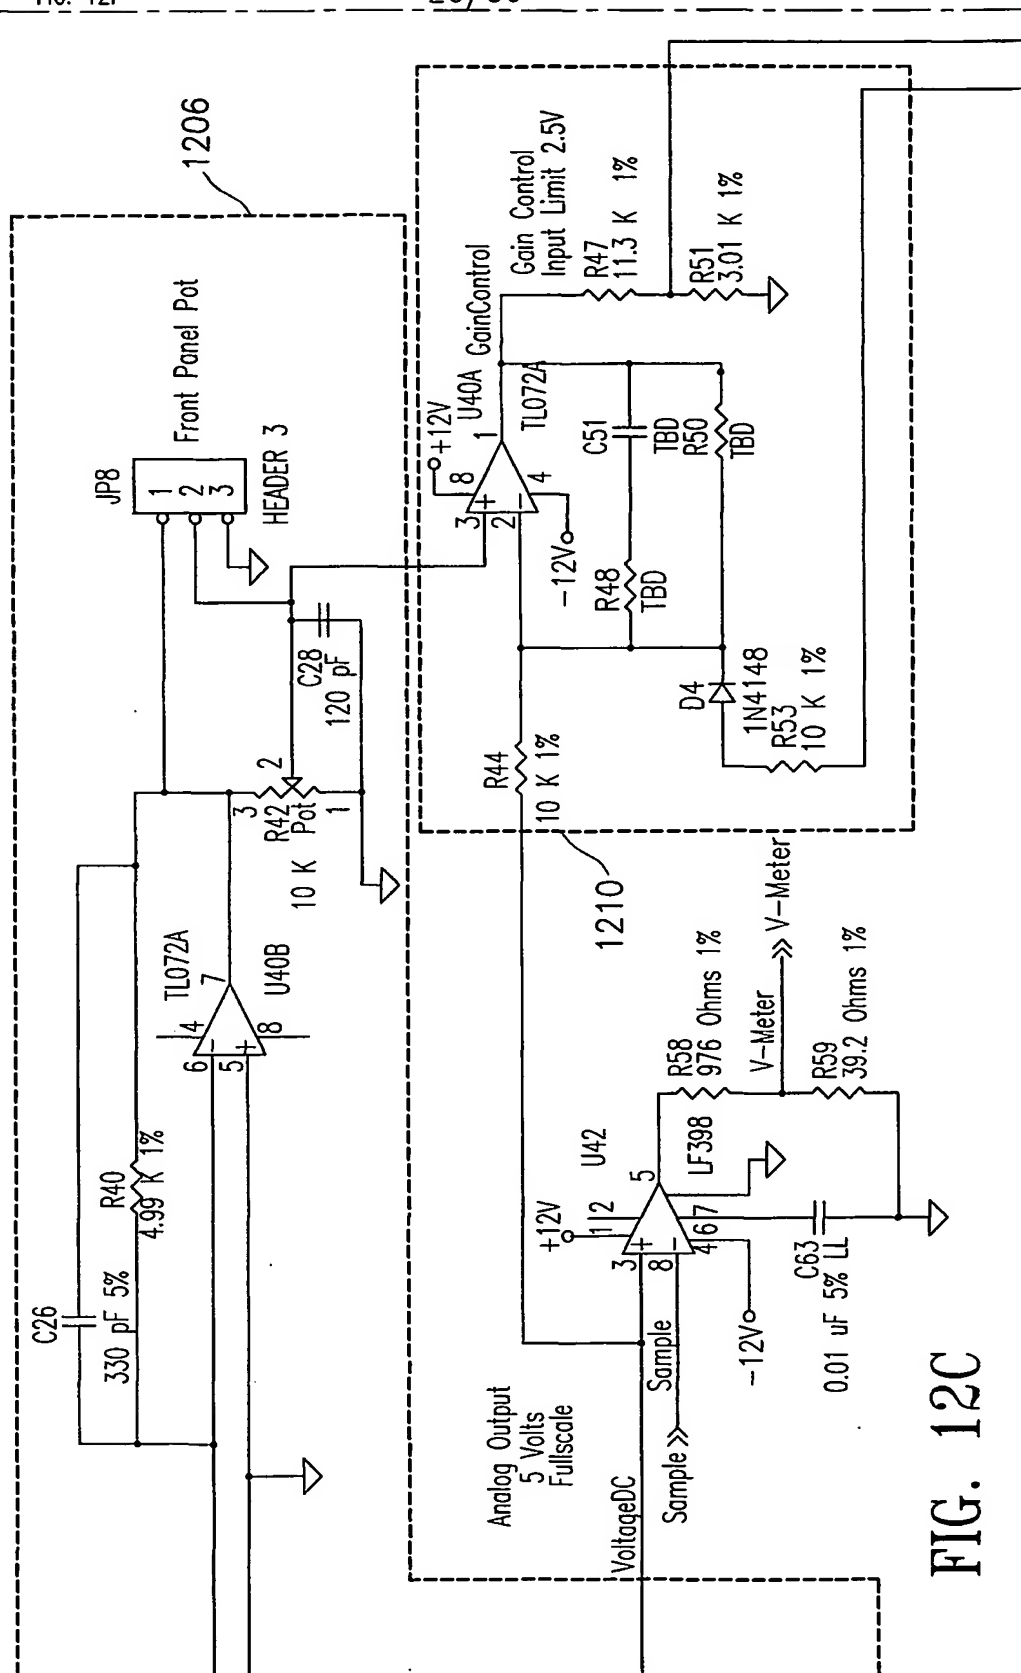 1206
Front Panel Pot
JP8
1
2
3
HEADER 3
C28
120 pF
3
2
1
R42
Pot
10 K
TL072A
7
U40B
4
8
6
5
−
+
R40
4.99 K 1%
C26
330 pF 5%
Gain Control
Input Limit 2.5V
GainControl
R47
11.3 K 1%
R51
3.01 K 1%
+12V
U40A
TL072A
1
8
4
3
2
+
−
−12V
C51
TBD
R50
TBD
R48
TBD
D4
1N4148
R53
10 K 1%
R44
10 K 1%
1210
V-Meter
V-Meter
R58
976 Ohms 1%
R59
39.2 Ohms 1%
U42
LF398
+12V
1
2
5
3
8
+
−
4
6
7
−12V
C63
0.01 uF 5% LL
Sample
Sample
Analog Output
5 Volts
Fullscale
VoltageDC
FIG. 12C